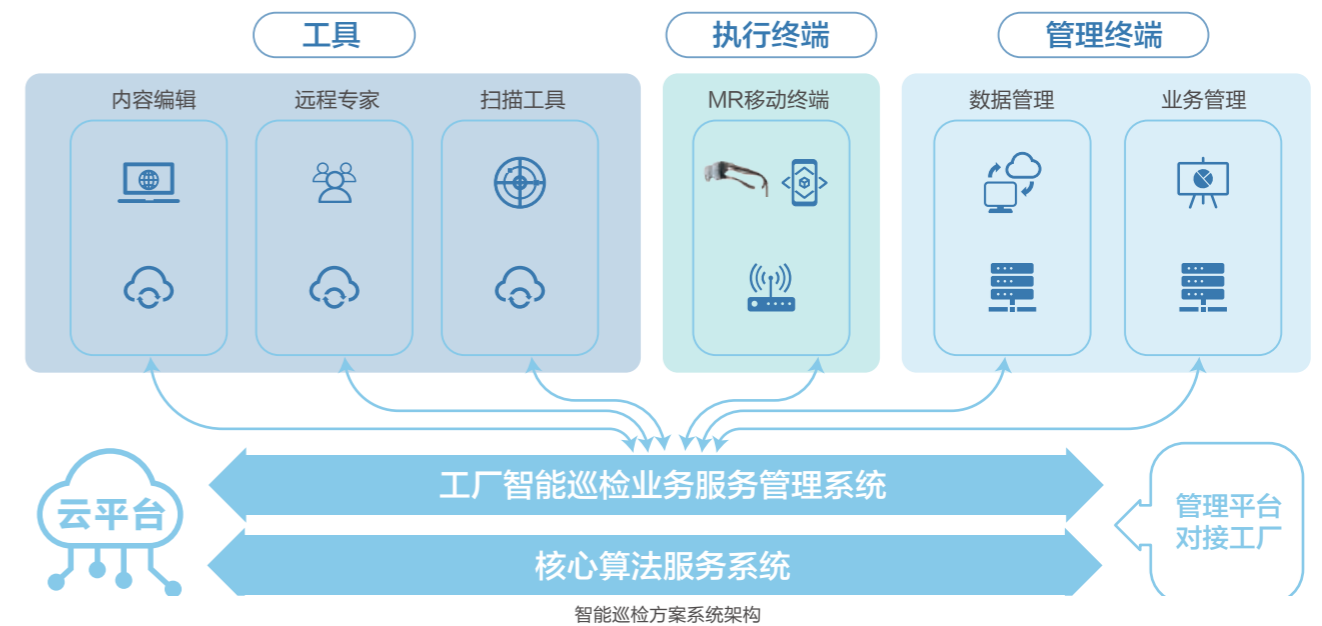 工具
执行终端
管理终端
内容编辑
远程专家
扫描工具
MR移动终端
数据管理
业务管理
云平台
工厂智能巡检业务服务管理系统
核心算法服务系统
管理平台
对接工厂
智能巡检方案系统架构